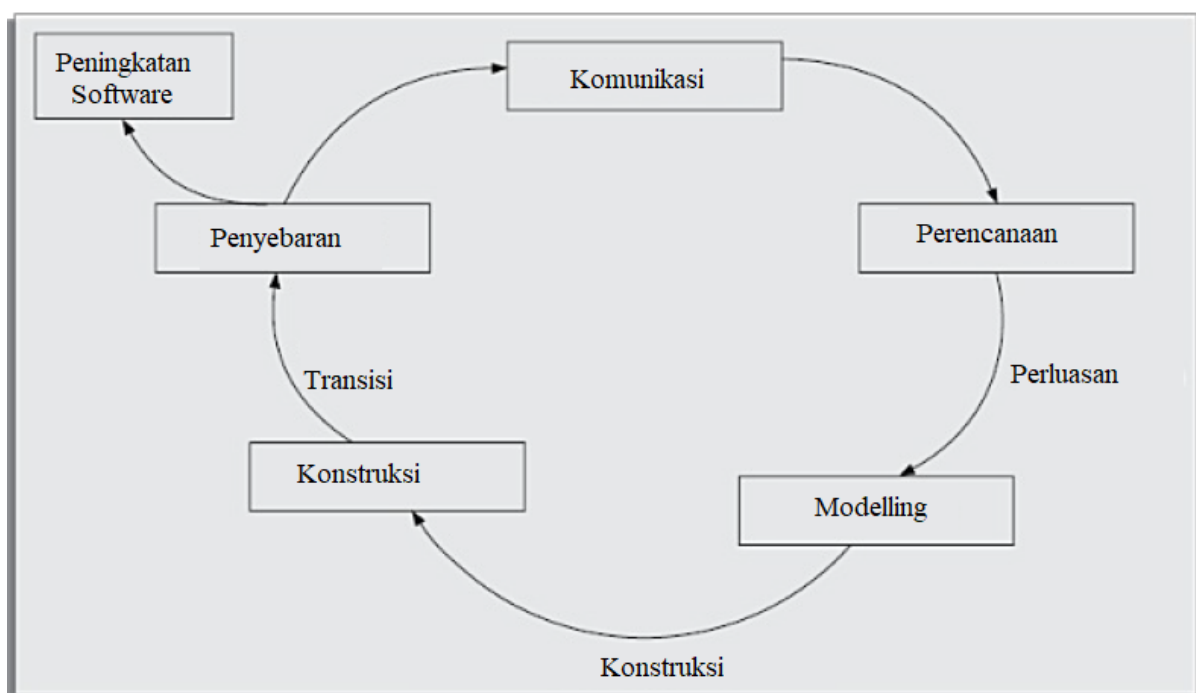 Peningkatan
Software
Komunikasi
Penyebaran
Perencanaan
Transisi
Perluasan
Konstruksi
Modelling
Konstruksi